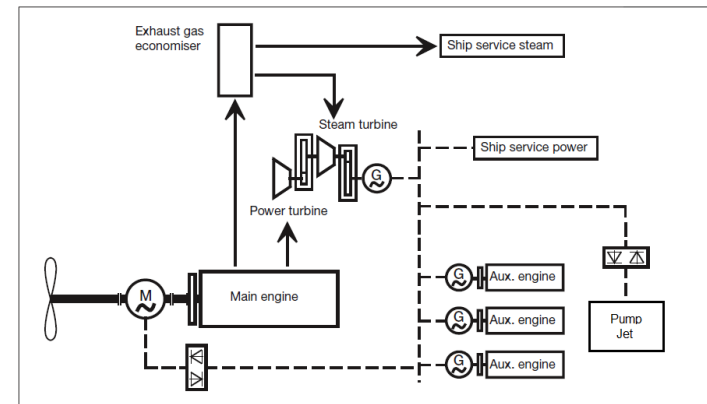 Exhaust gas
economiser
Ship service steam
Steam turbine
G
Ship service power
Power turbine
M
Main engine
G
Aux. engine
G
Aux. engine
G
Aux. engine
Pump
Jet